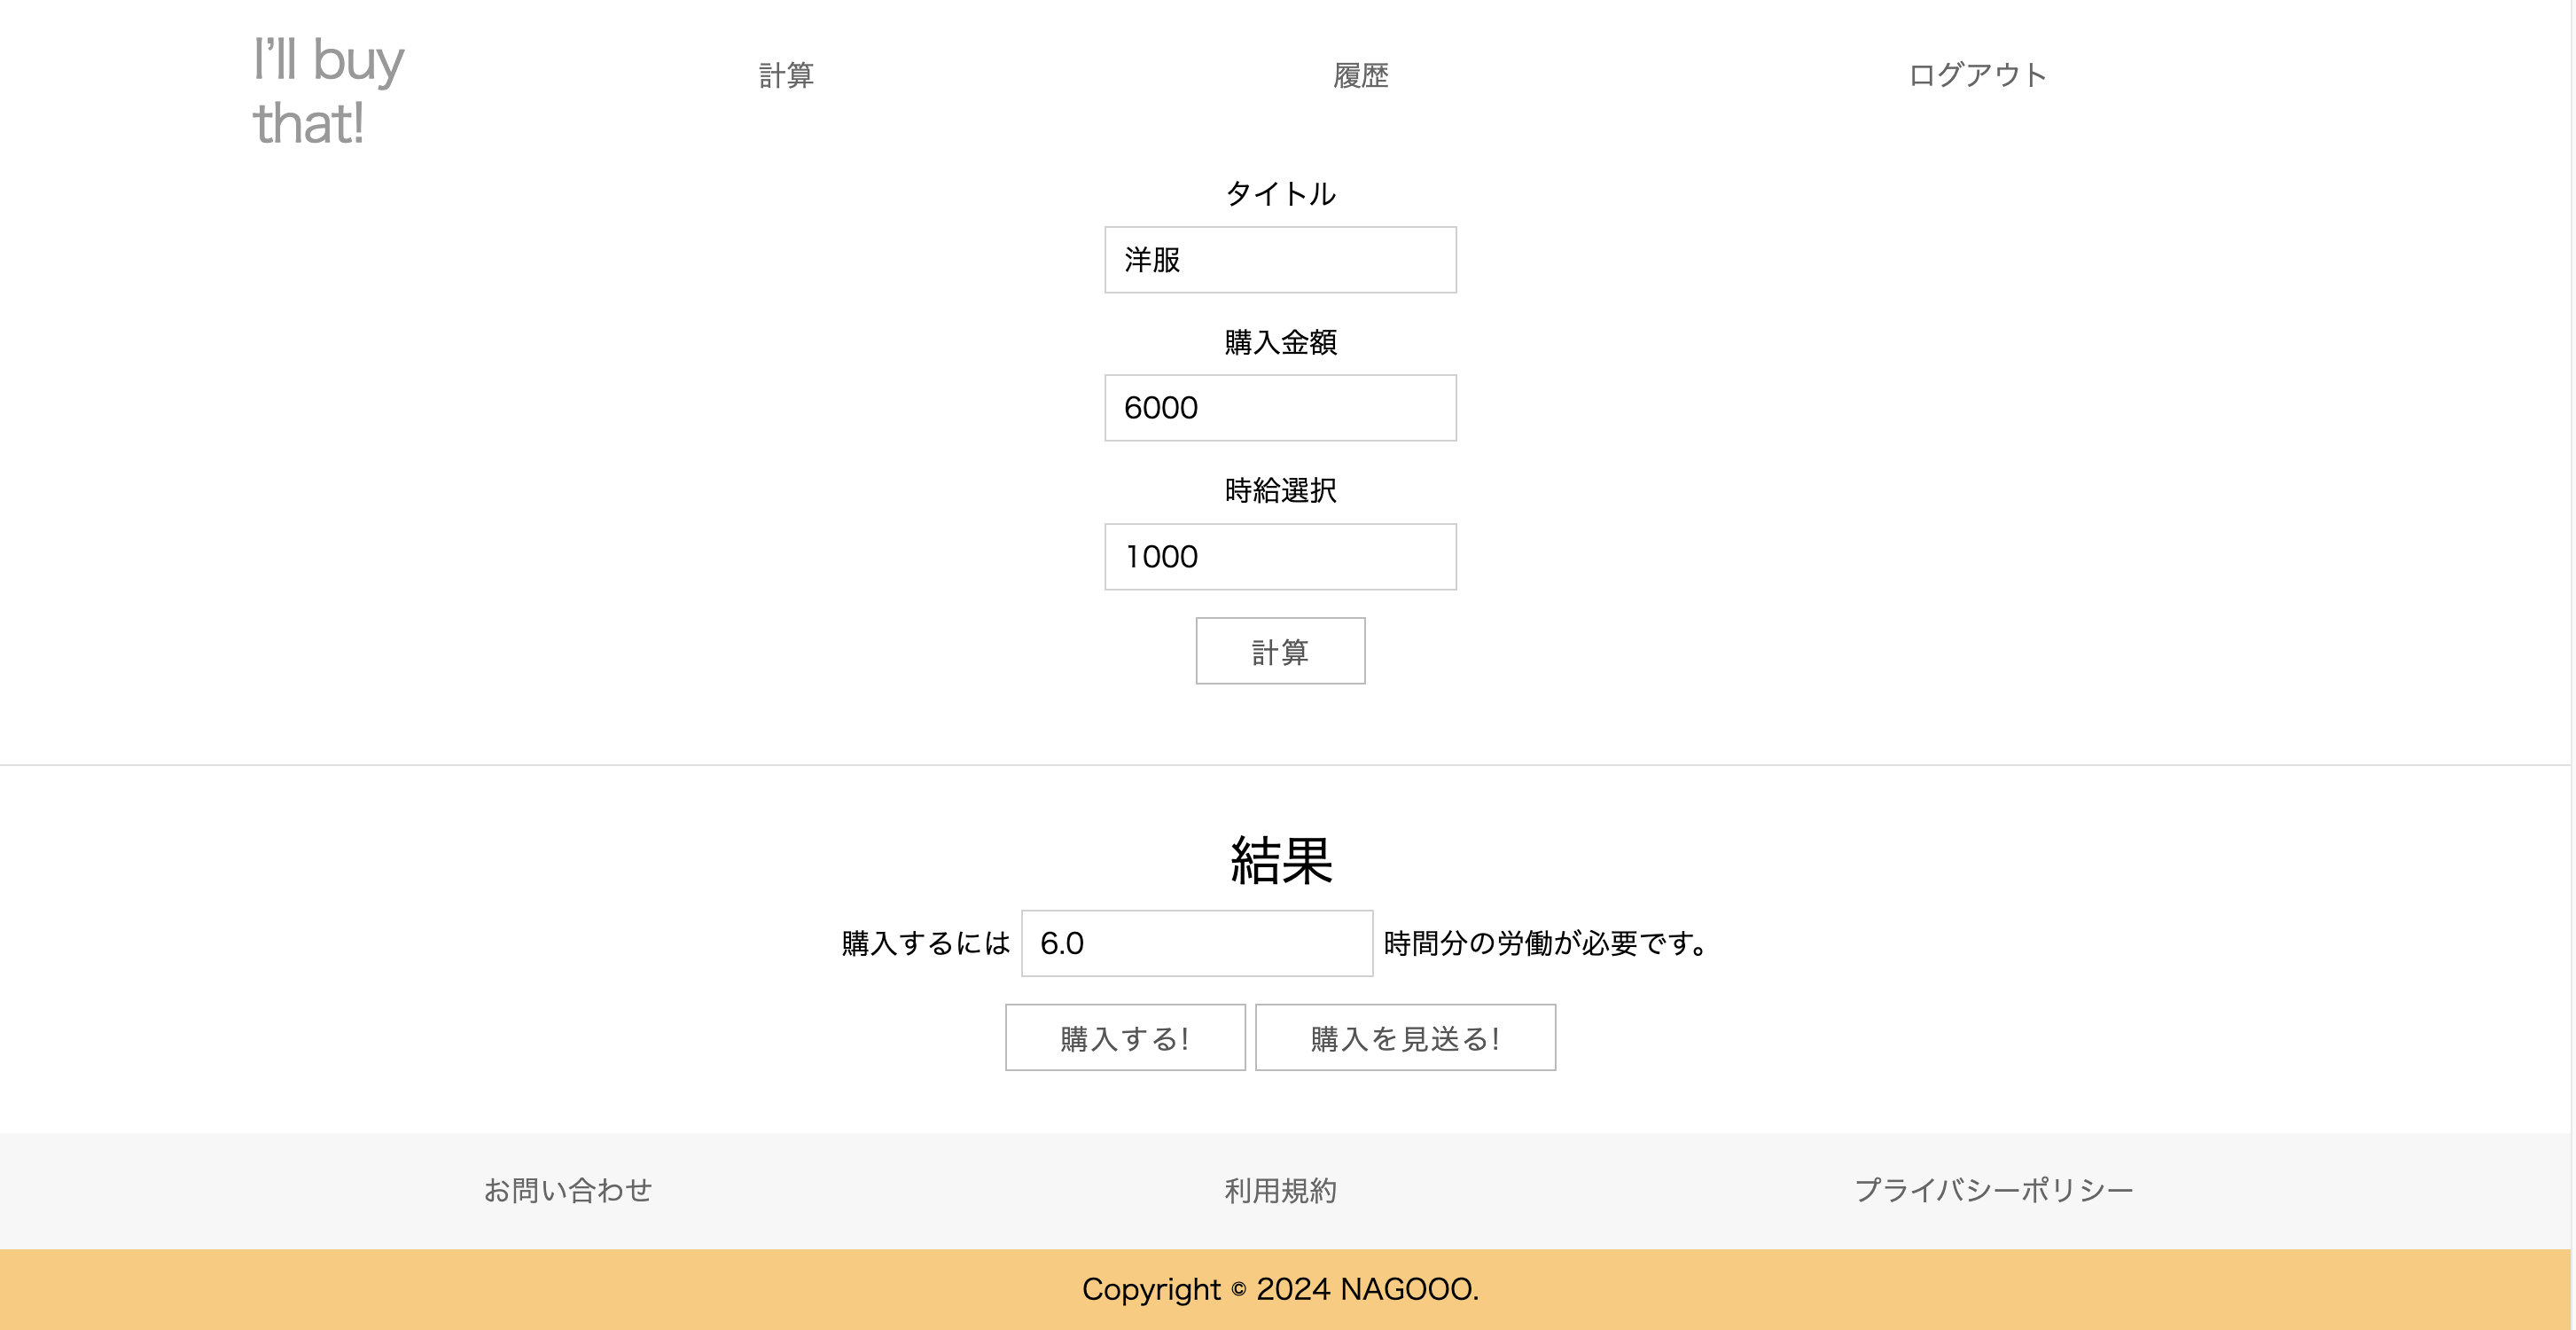 I'll buy
that!
計算
履歴
ログアウト
タイトル
洋服
購入金額
6000
時給選択
1000
計算
結果
購入するには 6.0 時間分の労働が必要です。
購入する! 購入を見送る!
お問い合わせ 利用規約 プライバシーポリシー
Copyright © 2024 NAGOOO.